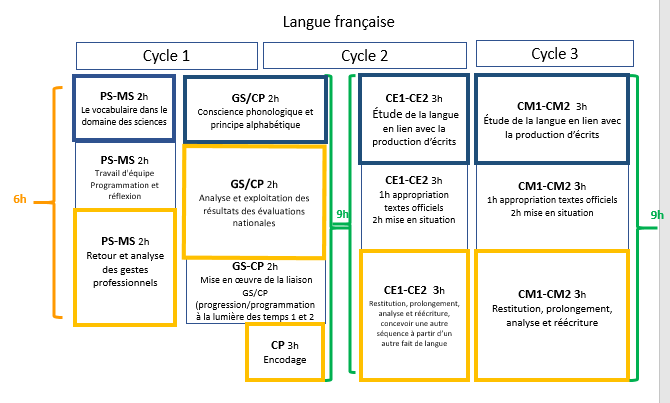 Langue française
Cycle 1
Cycle 2
Cycle 3
6h
PS-MS 2h
Le vocabulaire dans le
domaine des sciences
PS-MS 2h
Travail d'équipe
Programmation et
réflexion
PS-MS 2h
Retour et analyse
des gestes
professionnels
GS/CP 2h
Conscience phonologique et
principe alphabétique
GS/CP 2h
Analyse et exploitation des
résultats des évaluations
nationales
GS-CP 2h
Mise en œuvre de la liaison
GS/CP
(progression/programmation
à la lumière des temps 1 et 2
CP 3h
Encodage
9h
CE1-CE2 3h
Étude de la langue
en lien avec la
production d'écrits
CE1-CE2 3h
1h appropriation
textes officiels
2h mise en situation
CE1-CE2 3h
Restitution, prolongement,
analyse et réécriture,
concevoir une autre
séquence à partir d'un
autre fait de langue
CM1-CM2 3h
Étude de la langue en lien avec
la production d'écrits
CM1-CM2 3h
1h appropriation textes officiels
2h mise en situation
CM1-CM2 3h
Restitution, prolongement,
analyse et réécriture
9h